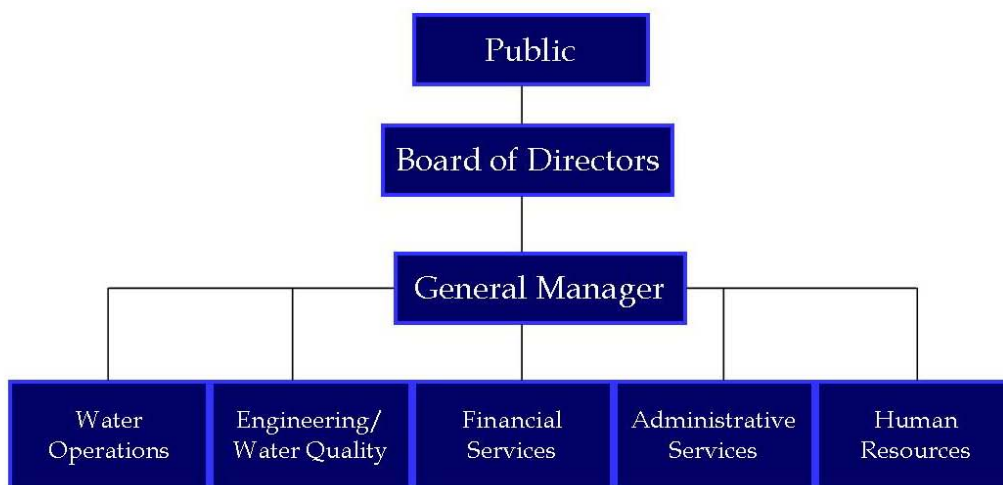 Public
Board of Directors
General Manager
Water
Operations
Engineering/
Water Quality
Financial
Services
Administrative
Services
Human
Resources